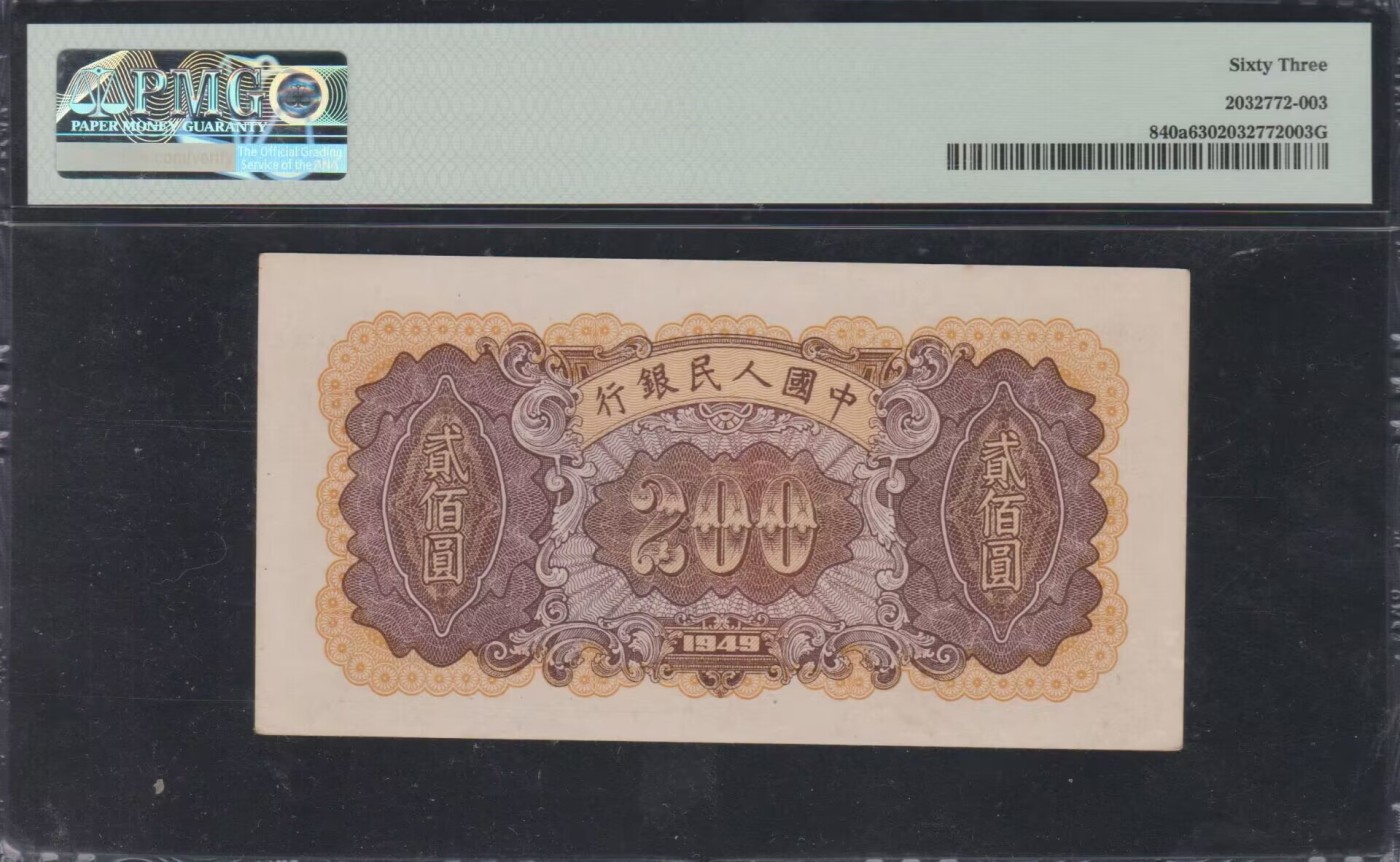 PMG
PAPER MONEY GUARANTY
The Official Grading
Service of the ANA
Sixty Three
2032772-003
840a6302032772003G
行銀民人國中
貳佰圓
200
貳佰圓
1949